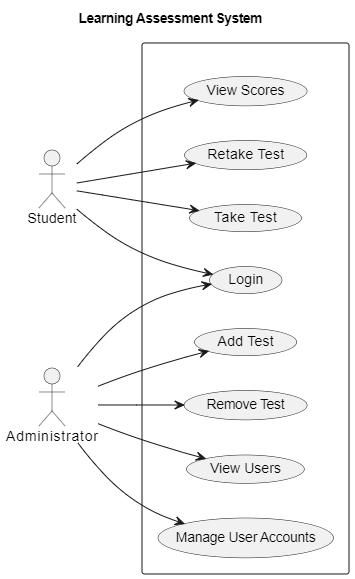 Learning Assessment System
View Scores
Retake Test
Student
Take Test
Login
Add Test
Remove Test
Administrator
View Users
Manage User Accounts